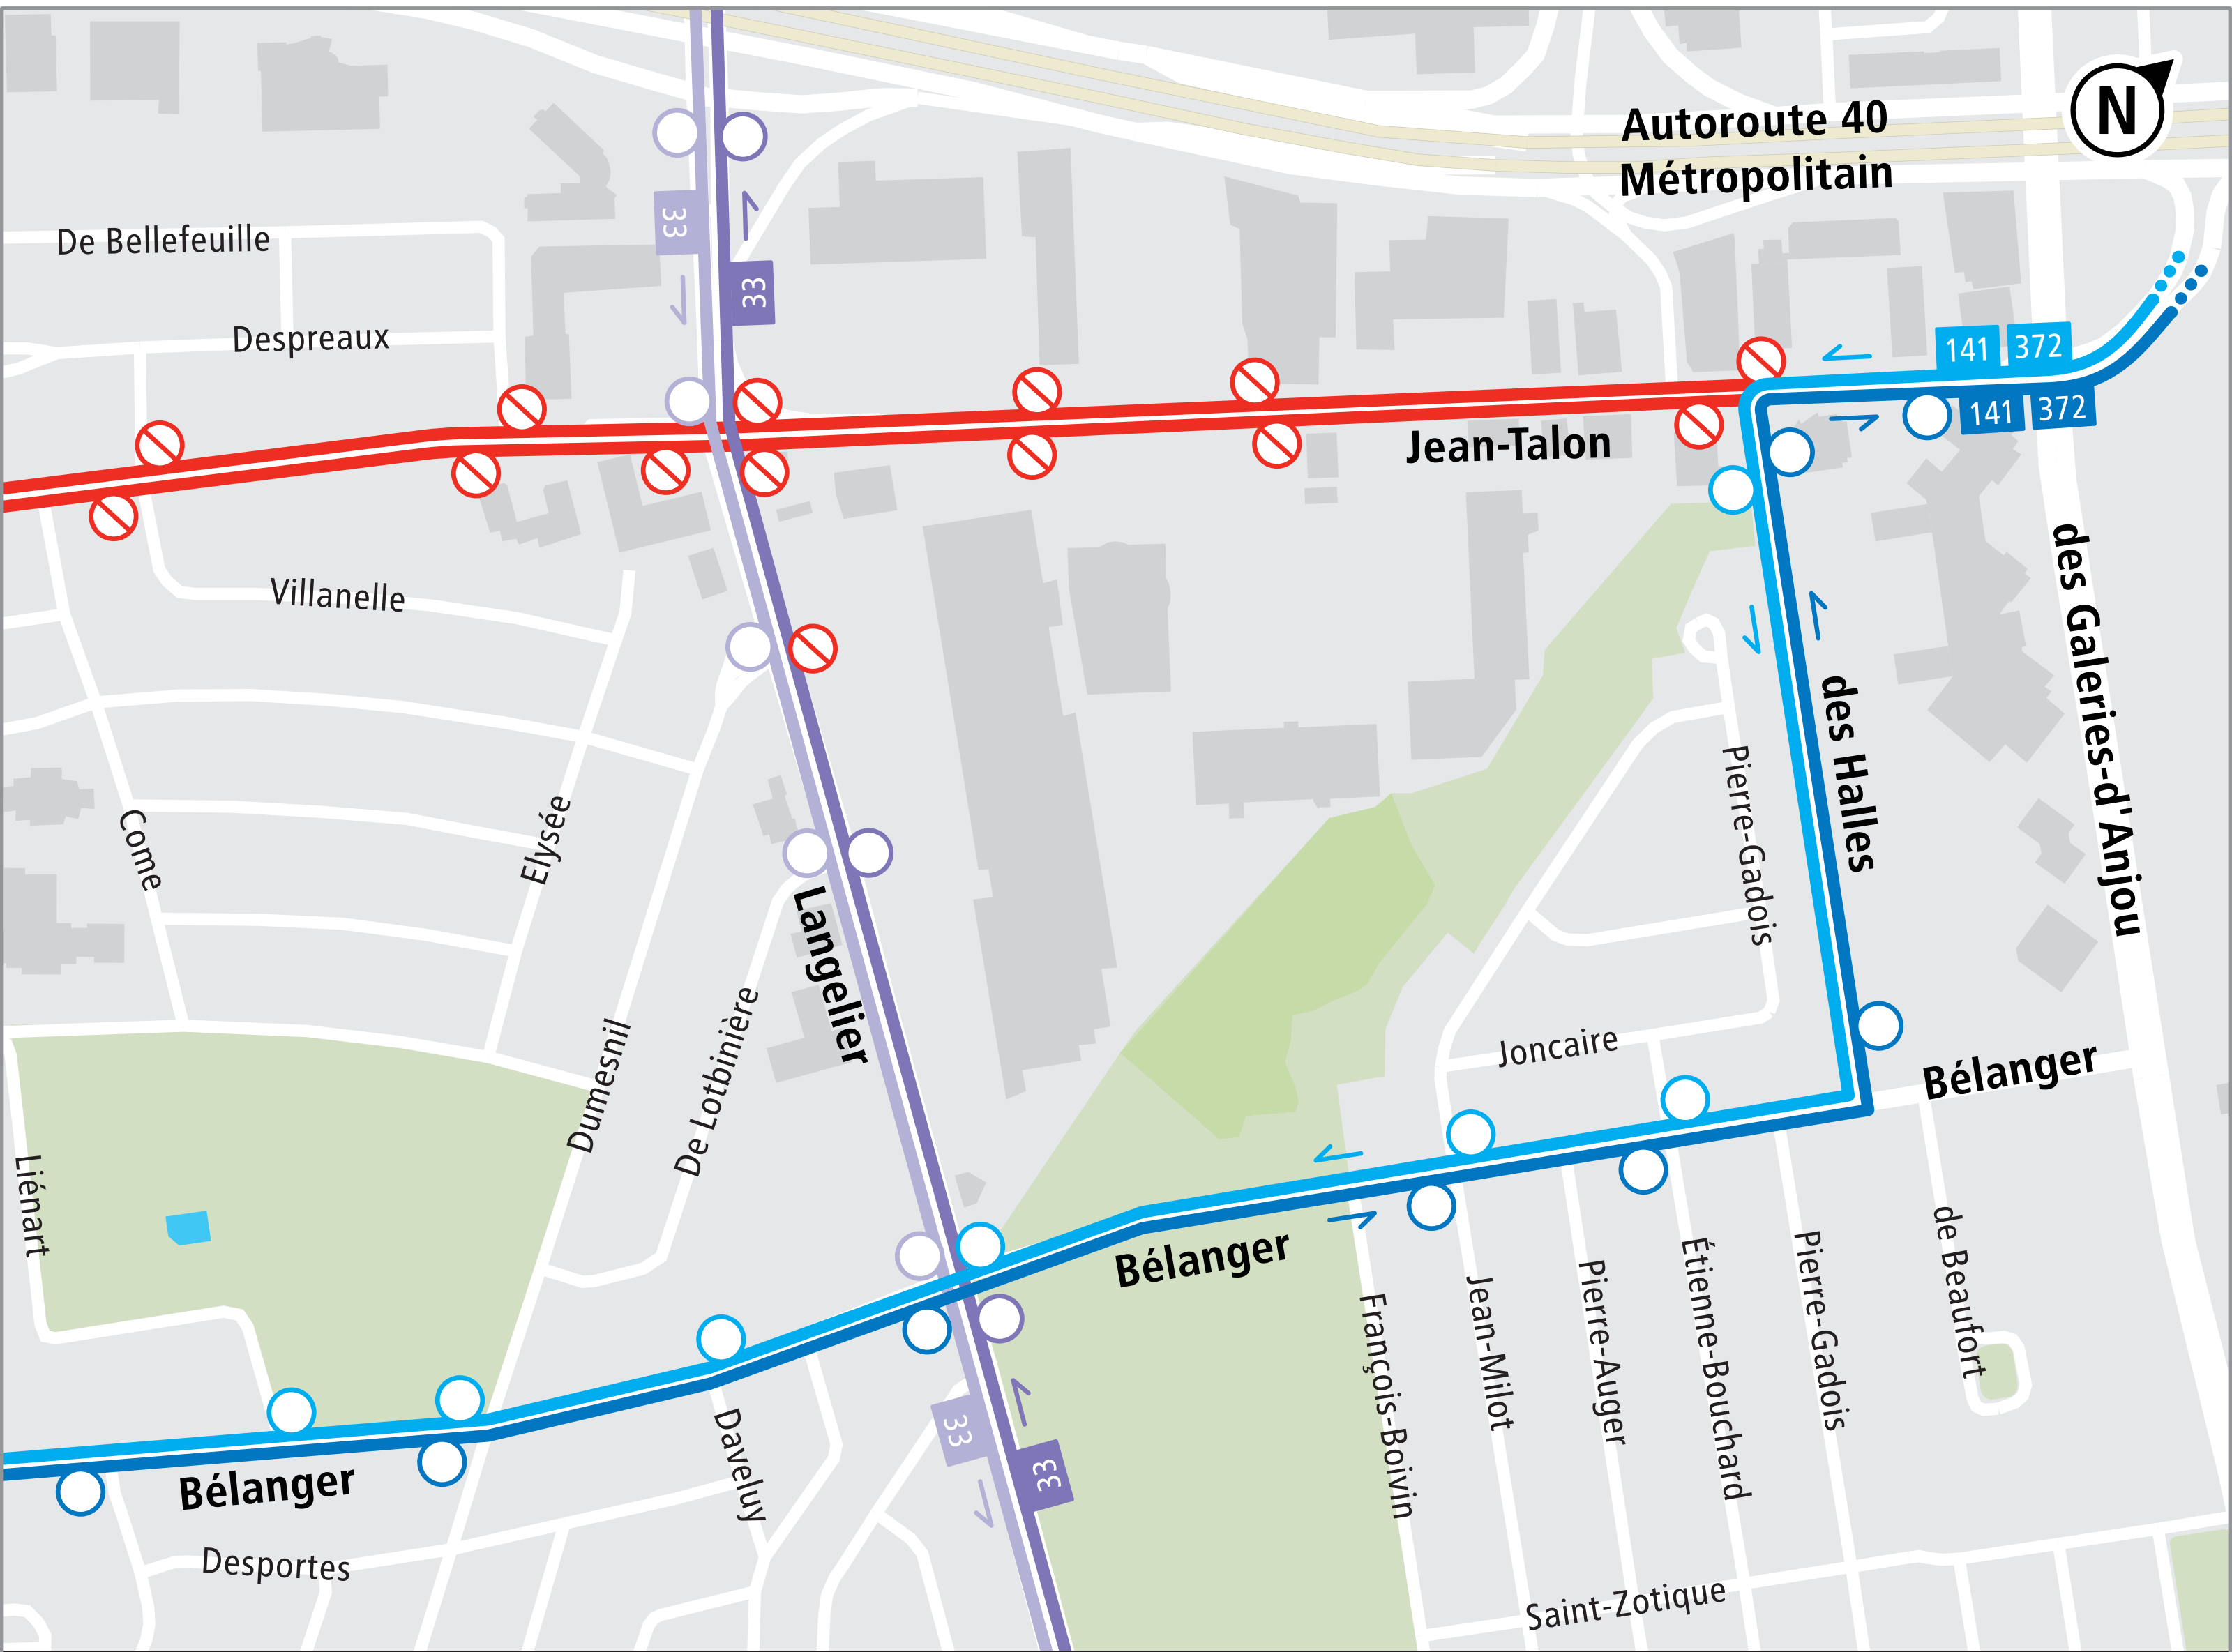 Autoroute 40
Métropolitain
N
De Bellefeuille
33
33
Despreaux
141
372
141
372
Jean-Talon
Villanelle
des Galeries-d'Anjou
des Halles
Pierre-Gadois
Come
Elysée
Langelier
De Lotbinière
Dumesnil
Joncaire
Bélanger
Liénart
Bélanger
de Beaufort
Pierre-Gadois
Étienne-Bouchard
Pierre-Auger
Jean-Milot
François-Boivin
33
33
Daveluy
Bélanger
Desportes
Saint-Zotique